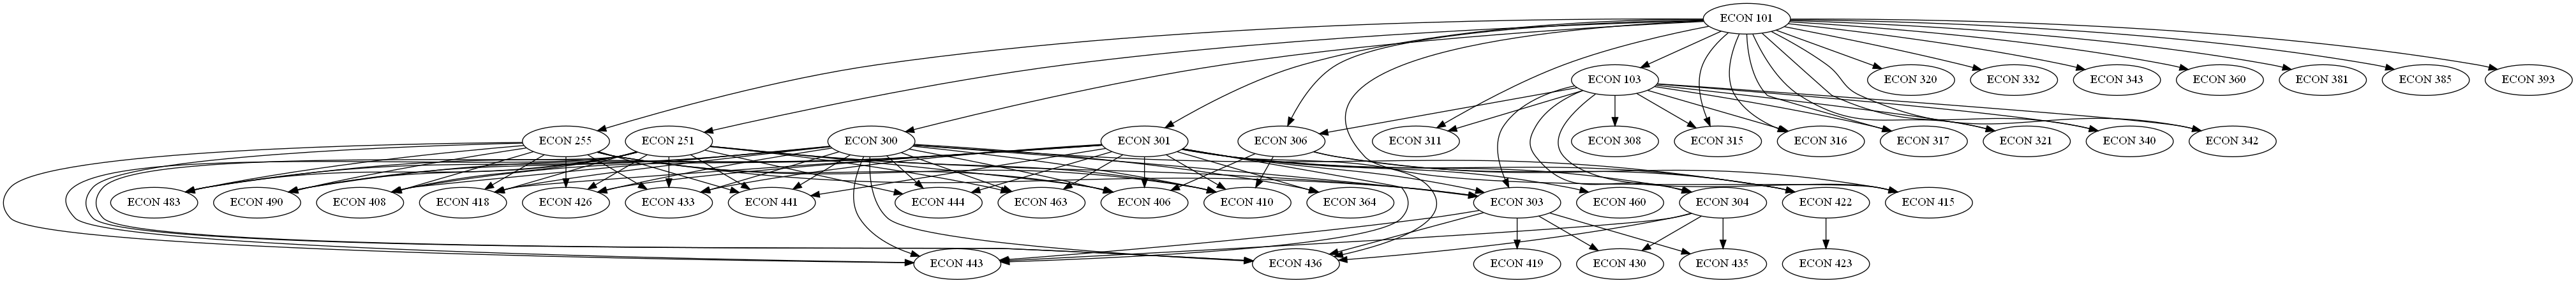 ECON 101
ECON 103
ECON 320
ECON 332
ECON 343
ECON 360
ECON 381
ECON 385
ECON 393
ECON 255
ECON 251
ECON 300
ECON 301
ECON 306
ECON 311
ECON 308
ECON 315
ECON 316
ECON 317
ECON 321
ECON 340
ECON 342
ECON 483
ECON 490
ECON 408
ECON 418
ECON 426
ECON 433
ECON 441
ECON 444
ECON 463
ECON 406
ECON 410
ECON 364
ECON 303
ECON 460
ECON 304
ECON 422
ECON 415
ECON 443
ECON 436
ECON 419
ECON 430
ECON 435
ECON 423